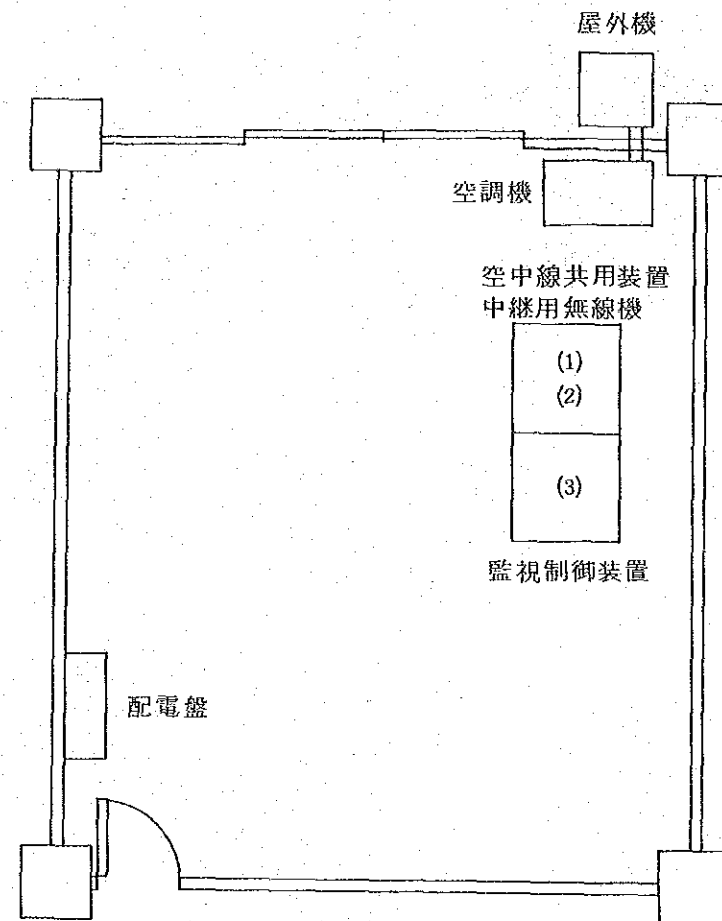 屋外機
空調機
空中線共用装置
中継用無線機
(1)
(2)
(3)
監視制御装置
配電盤